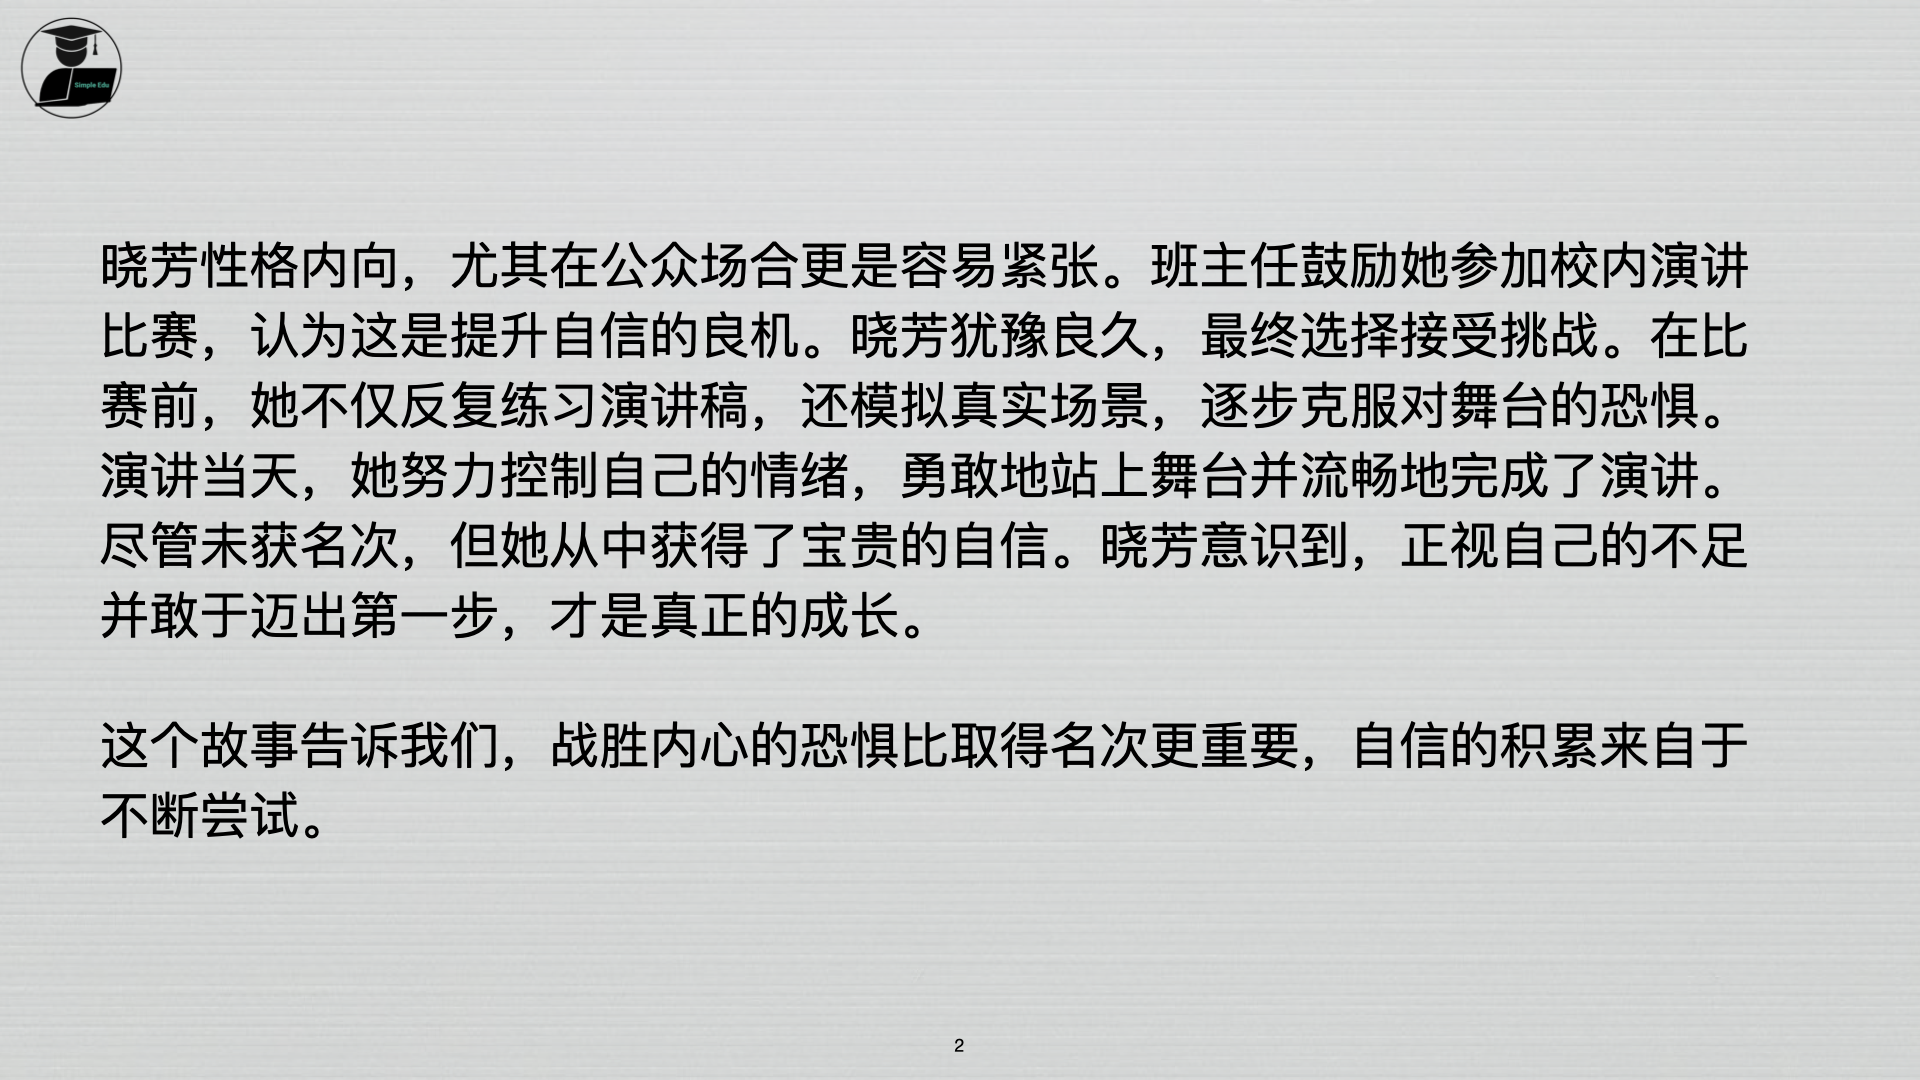 Simple Edu
晓芳性格内向，尤其在公众场合更是容易紧张。班主任鼓励她参加校内演讲
比赛，认为这是提升自信的良机。晓芳犹豫良久，最终选择接受挑战。在比
赛前，她不仅反复练习演讲稿，还模拟真实场景，逐步克服对舞台的恐惧。
演讲当天，她努力控制自己的情绪，勇敢地站上舞台并流畅地完成了演讲。
尽管未获名次，但她从中获得了宝贵的自信。晓芳意识到，正视自己的不足
并敢于迈出第一步，才是真正的成长。
这个故事告诉我们，战胜内心的恐惧比取得名次更重要，自信的积累来自于
不断尝试。
2